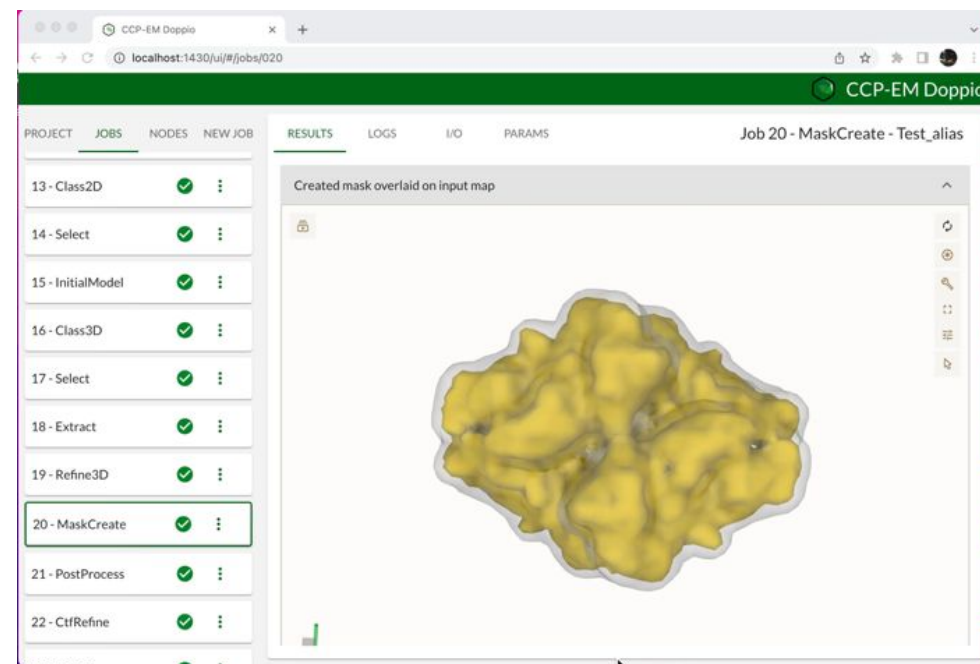 CCP-EM Doppio
localhost:1430/ui/#/jobs/020
CCP-EM Doppio
PROJECT JOBS NODES NEW JOB
RESULTS LOGS I/O PARAMS
Job 20 - MaskCreate - Test_alias
Created mask overlaid on input map
13 - Class2D
14 - Select
15 - InitialModel
16 - Class3D
17 - Select
18 - Extract
19 - Refine3D
20 - MaskCreate
21 - PostProcess
22 - CtfRefine